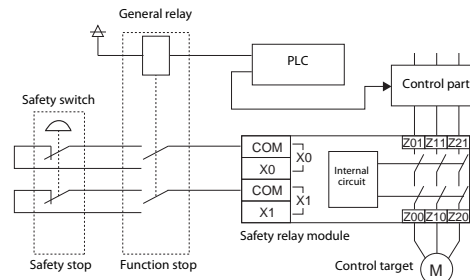 General relay
PLC
Control part
Safety switch
Z01 Z11 Z21
COM
X0
X0
COM
X1
X1
Internal
circuit
Z00 Z10 Z20
Safety relay module
Safety stop
Function stop
Control target
M